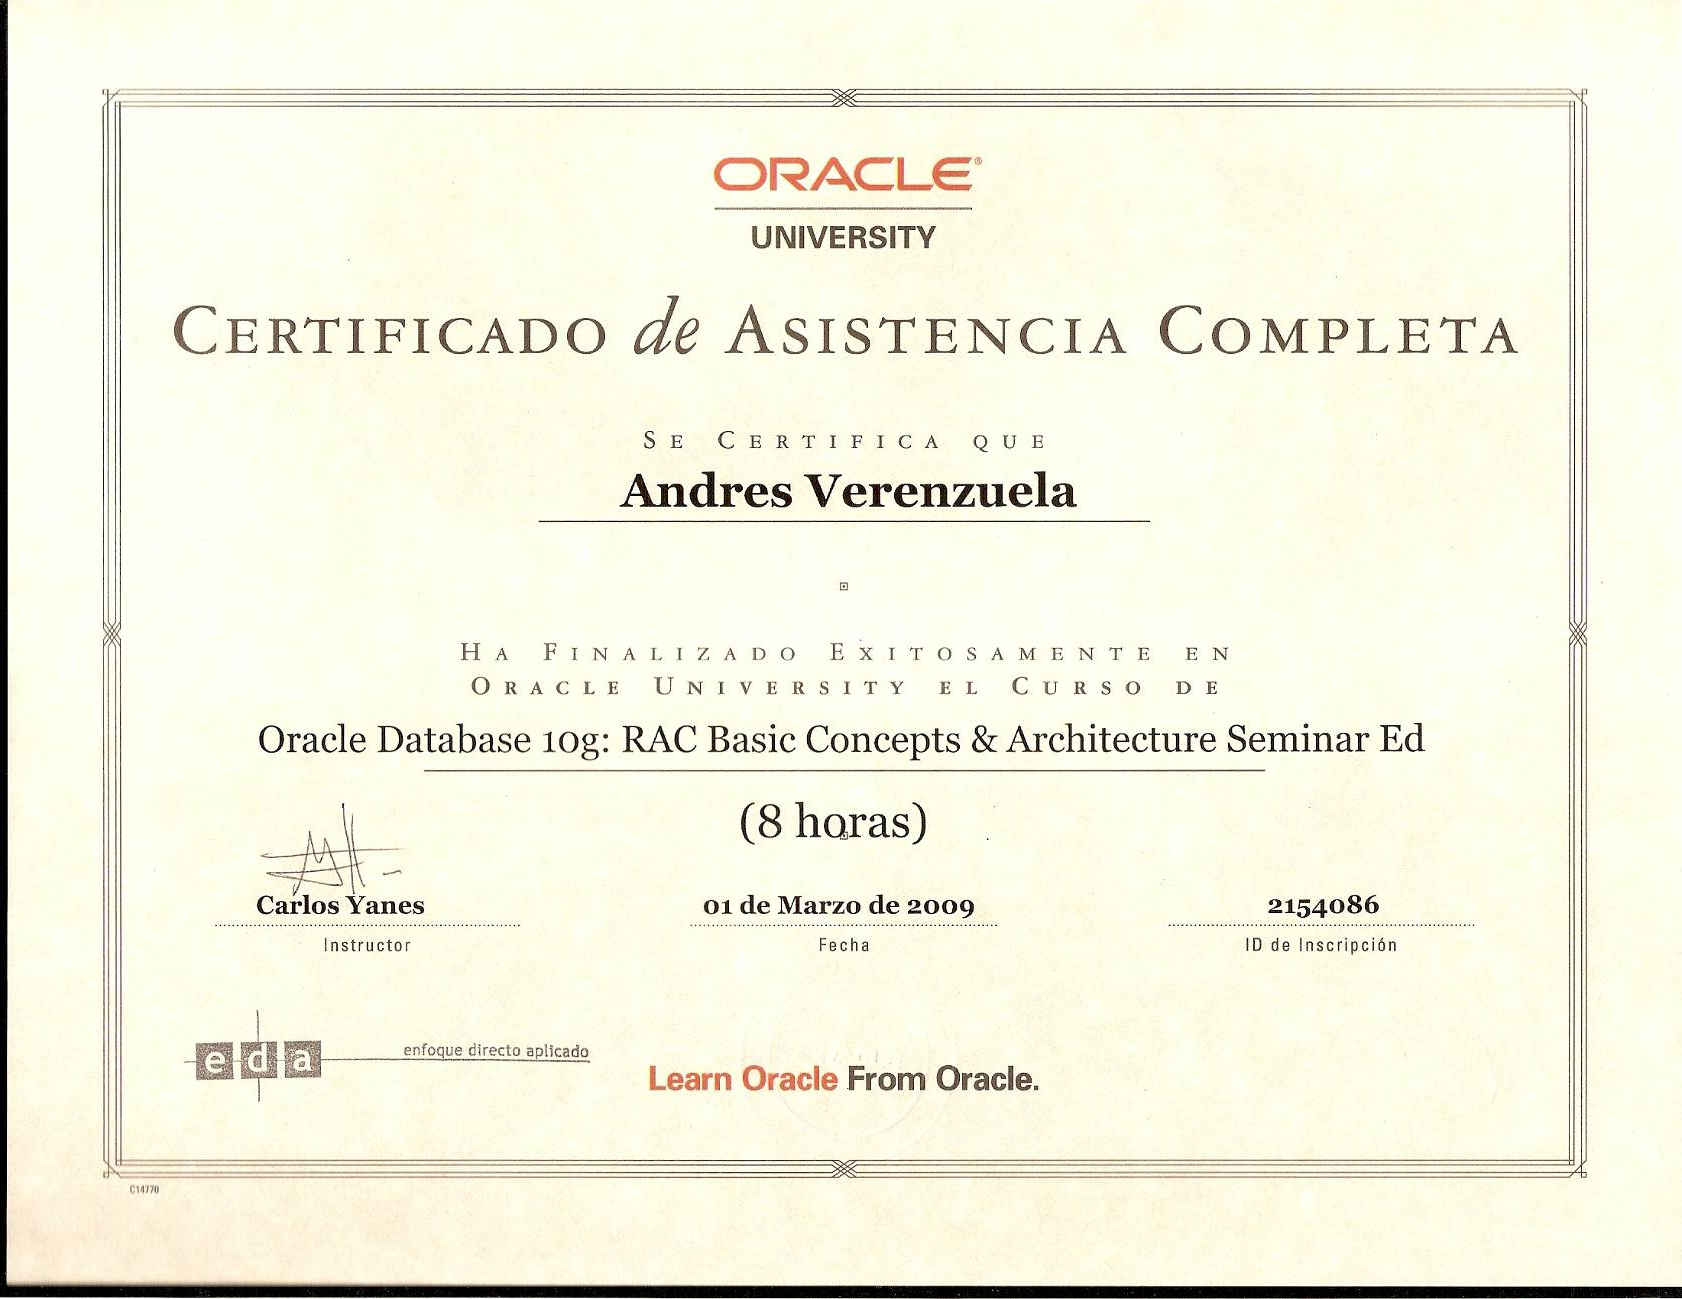 ORACLE®
UNIVERSITY
CERTIFICADO de ASISTENCIA COMPLETA
SE CERTIFICA QUE
Andres Verenzuela
HA FINALIZADO EXITOSAMENTE EN
ORACLE UNIVERSITY EL CURSO DE
Oracle Database 10g: RAC Basic Concepts & Architecture Seminar Ed
(8 horas)
Carlos Yanes
Instructor
01 de Marzo de 2009
Fecha
2154086
ID de Inscripción
eda
enfoque directo aplicado
Learn Oracle From Oracle.
C14770